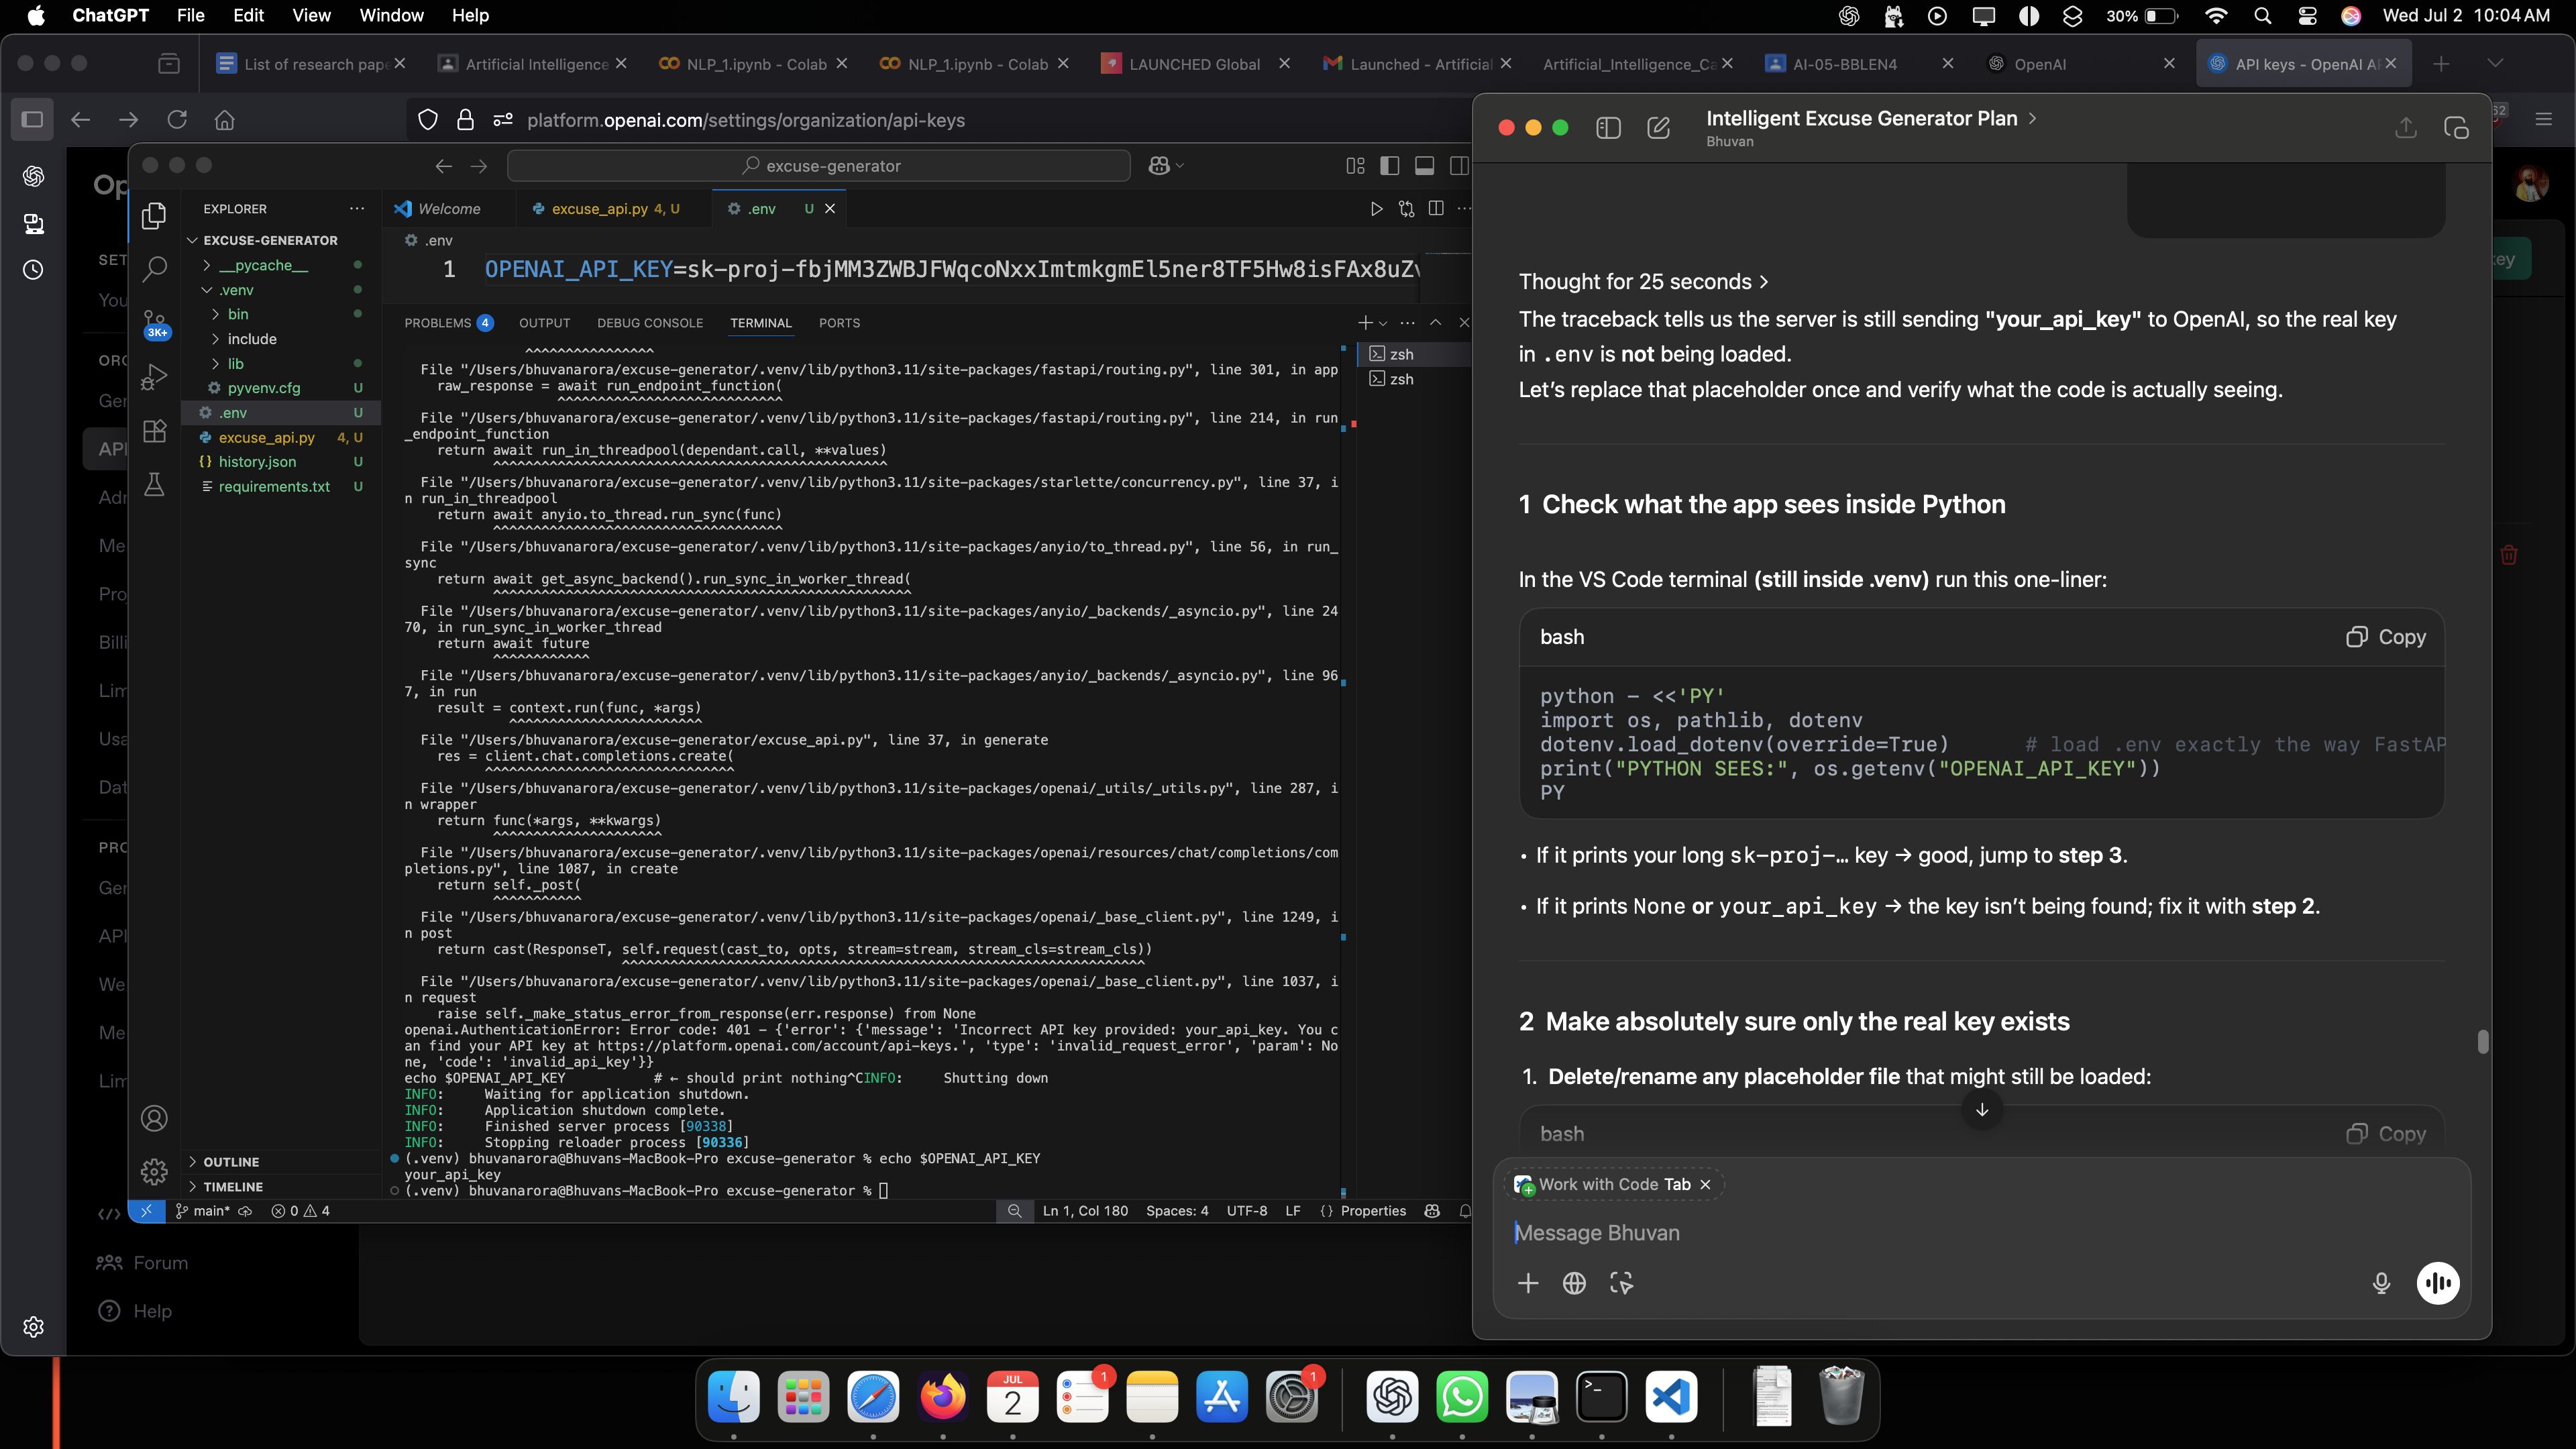 ChatGPT File Edit View Window Help
30% Wed Jul 2 10:04 AM
List of research pape
Artificial Intelligence
NLP_1.ipynb - Colab
NLP_1.ipynb - Colab
LAUNCHED Global
Launched - Artificial
Artificial_Intelligence_Ca
AI-05-BBLEN4
OpenAI
API keys - OpenAI AP
platform.openai.com/settings/organization/api-keys
excuse-generator
EXPLORER
EXCUSE-GENERATOR
__pycache__
.venv
bin
include
lib
pyvenv.cfg U
.env U
excuse_api.py 4, U
history.json U
requirements.txt U
OUTLINE
TIMELINE
3K+
Welcome
excuse_api.py 4, U
.env U
.env
1 OPENAI_API_KEY=sk-proj-fbjMM3ZWBJFWqcoNxxImtmkgmEl5ner8TF5Hw8isFAx8uZv
PROBLEMS 4 OUTPUT DEBUG CONSOLE TERMINAL PORTS
zsh
zsh
^^^^^^^^^^^^^^^^
File "/Users/bhuvanarora/excuse-generator/.venv/lib/python3.11/site-packages/fastapi/routing.py", line 301, in app
raw_response = await run_endpoint_function(
^^^^^^^^^^^^^^^^^^^^^^^^^^^^
File "/Users/bhuvanarora/excuse-generator/.venv/lib/python3.11/site-packages/fastapi/routing.py", line 214, in run
_endpoint_function
return await run_in_threadpool(dependant.call, **values)
^^^^^^^^^^^^^^^^^^^^^^^^^^^^^^^^^^^^^^^^^^^^^^^^^
File "/Users/bhuvanarora/excuse-generator/.venv/lib/python3.11/site-packages/starlette/concurrency.py", line 37, i
n run_in_threadpool
return await anyio.to_thread.run_sync(func)
^^^^^^^^^^^^^^^^^^^^^^^^^^^^^^^^^^^^
File "/Users/bhuvanarora/excuse-generator/.venv/lib/python3.11/site-packages/anyio/to_thread.py", line 56, in run_
sync
return await get_async_backend().run_sync_in_worker_thread(
^^^^^^^^^^^^^^^^^^^^^^^^^^^^^^^^^^^^^^^^^^^^^^^^^^^^
File "/Users/bhuvanarora/excuse-generator/.venv/lib/python3.11/site-packages/anyio/_backends/_asyncio.py", line 24
70, in run_sync_in_worker_thread
return await future
^^^^^^^^^^^^
File "/Users/bhuvanarora/excuse-generator/.venv/lib/python3.11/site-packages/anyio/_backends/_asyncio.py", line 96
7, in run
result = context.run(func, *args)
^^^^^^^^^^^^^^^^^^^^^^^^
File "/Users/bhuvanarora/excuse-generator/excuse_api.py", line 37, in generate
res = client.chat.completions.create(
^^^^^^^^^^^^^^^^^^^^^^^^^^^^^^^
File "/Users/bhuvanarora/excuse-generator/.venv/lib/python3.11/site-packages/openai/_utils/_utils.py", line 287, i
n wrapper
return func(*args, **kwargs)
^^^^^^^^^^^^^^^^^^^^^
File "/Users/bhuvanarora/excuse-generator/.venv/lib/python3.11/site-packages/openai/resources/chat/completions/com
pletions.py", line 1087, in create
return self._post(
^^^^^^^^^^^
File "/Users/bhuvanarora/excuse-generator/.venv/lib/python3.11/site-packages/openai/_base_client.py", line 1249, i
n post
return cast(ResponseT, self.request(cast_to, opts, stream=stream, stream_cls=stream_cls))
^^^^^^^^^^^^^^^^^^^^^^^^^^^^^^^^^^^^^^^^^^^^^^^^^^^^^^^^^^^^^^^^^
File "/Users/bhuvanarora/excuse-generator/.venv/lib/python3.11/site-packages/openai/_base_client.py", line 1037, i
n request
raise self._make_status_error_from_response(err.response) from None
openai.AuthenticationError: Error code: 401 - {'error': {'message': 'Incorrect API key provided: your_api_key. You c
an find your API key at https://platform.openai.com/account/api-keys.', 'type': 'invalid_request_error', 'param': No
ne, 'code': 'invalid_api_key'}}
echo $OPENAI_API_KEY # ← should print nothing^CINFO: Shutting down
INFO: Waiting for application shutdown.
INFO: Application shutdown complete.
INFO: Finished server process [90338]
INFO: Stopping reloader process [90336]
(.venv) bhuvanarora@Bhuvans-MacBook-Pro excuse-generator % echo $OPENAI_API_KEY
your_api_key
(.venv) bhuvanarora@Bhuvans-MacBook-Pro excuse-generator %
main* 0 4 Ln 1, Col 180 Spaces: 4 UTF-8 LF {} Properties
Forum
Help
Intelligent Excuse Generator Plan
Bhuvan
Thought for 25 seconds
The traceback tells us the server is still sending "your_api_key" to OpenAI, so the real key
in .env is not being loaded.
Let's replace that placeholder once and verify what the code is actually seeing.
1 Check what the app sees inside Python
In the VS Code terminal (still inside .venv) run this one-liner:
bash Copy
python - <<'PY'
import os, pathlib, dotenv
dotenv.load_dotenv(override=True) # load .env exactly the way FastAP
print("PYTHON SEES:", os.getenv("OPENAI_API_KEY"))
PY
• If it prints your long sk-proj-… key → good, jump to step 3.
• If it prints None or your_api_key → the key isn't being found; fix it with step 2.
2 Make absolutely sure only the real key exists
1. Delete/rename any placeholder file that might still be loaded:
bash Copy
Work with Code Tab
Message Bhuvan
JUL
2
1
1